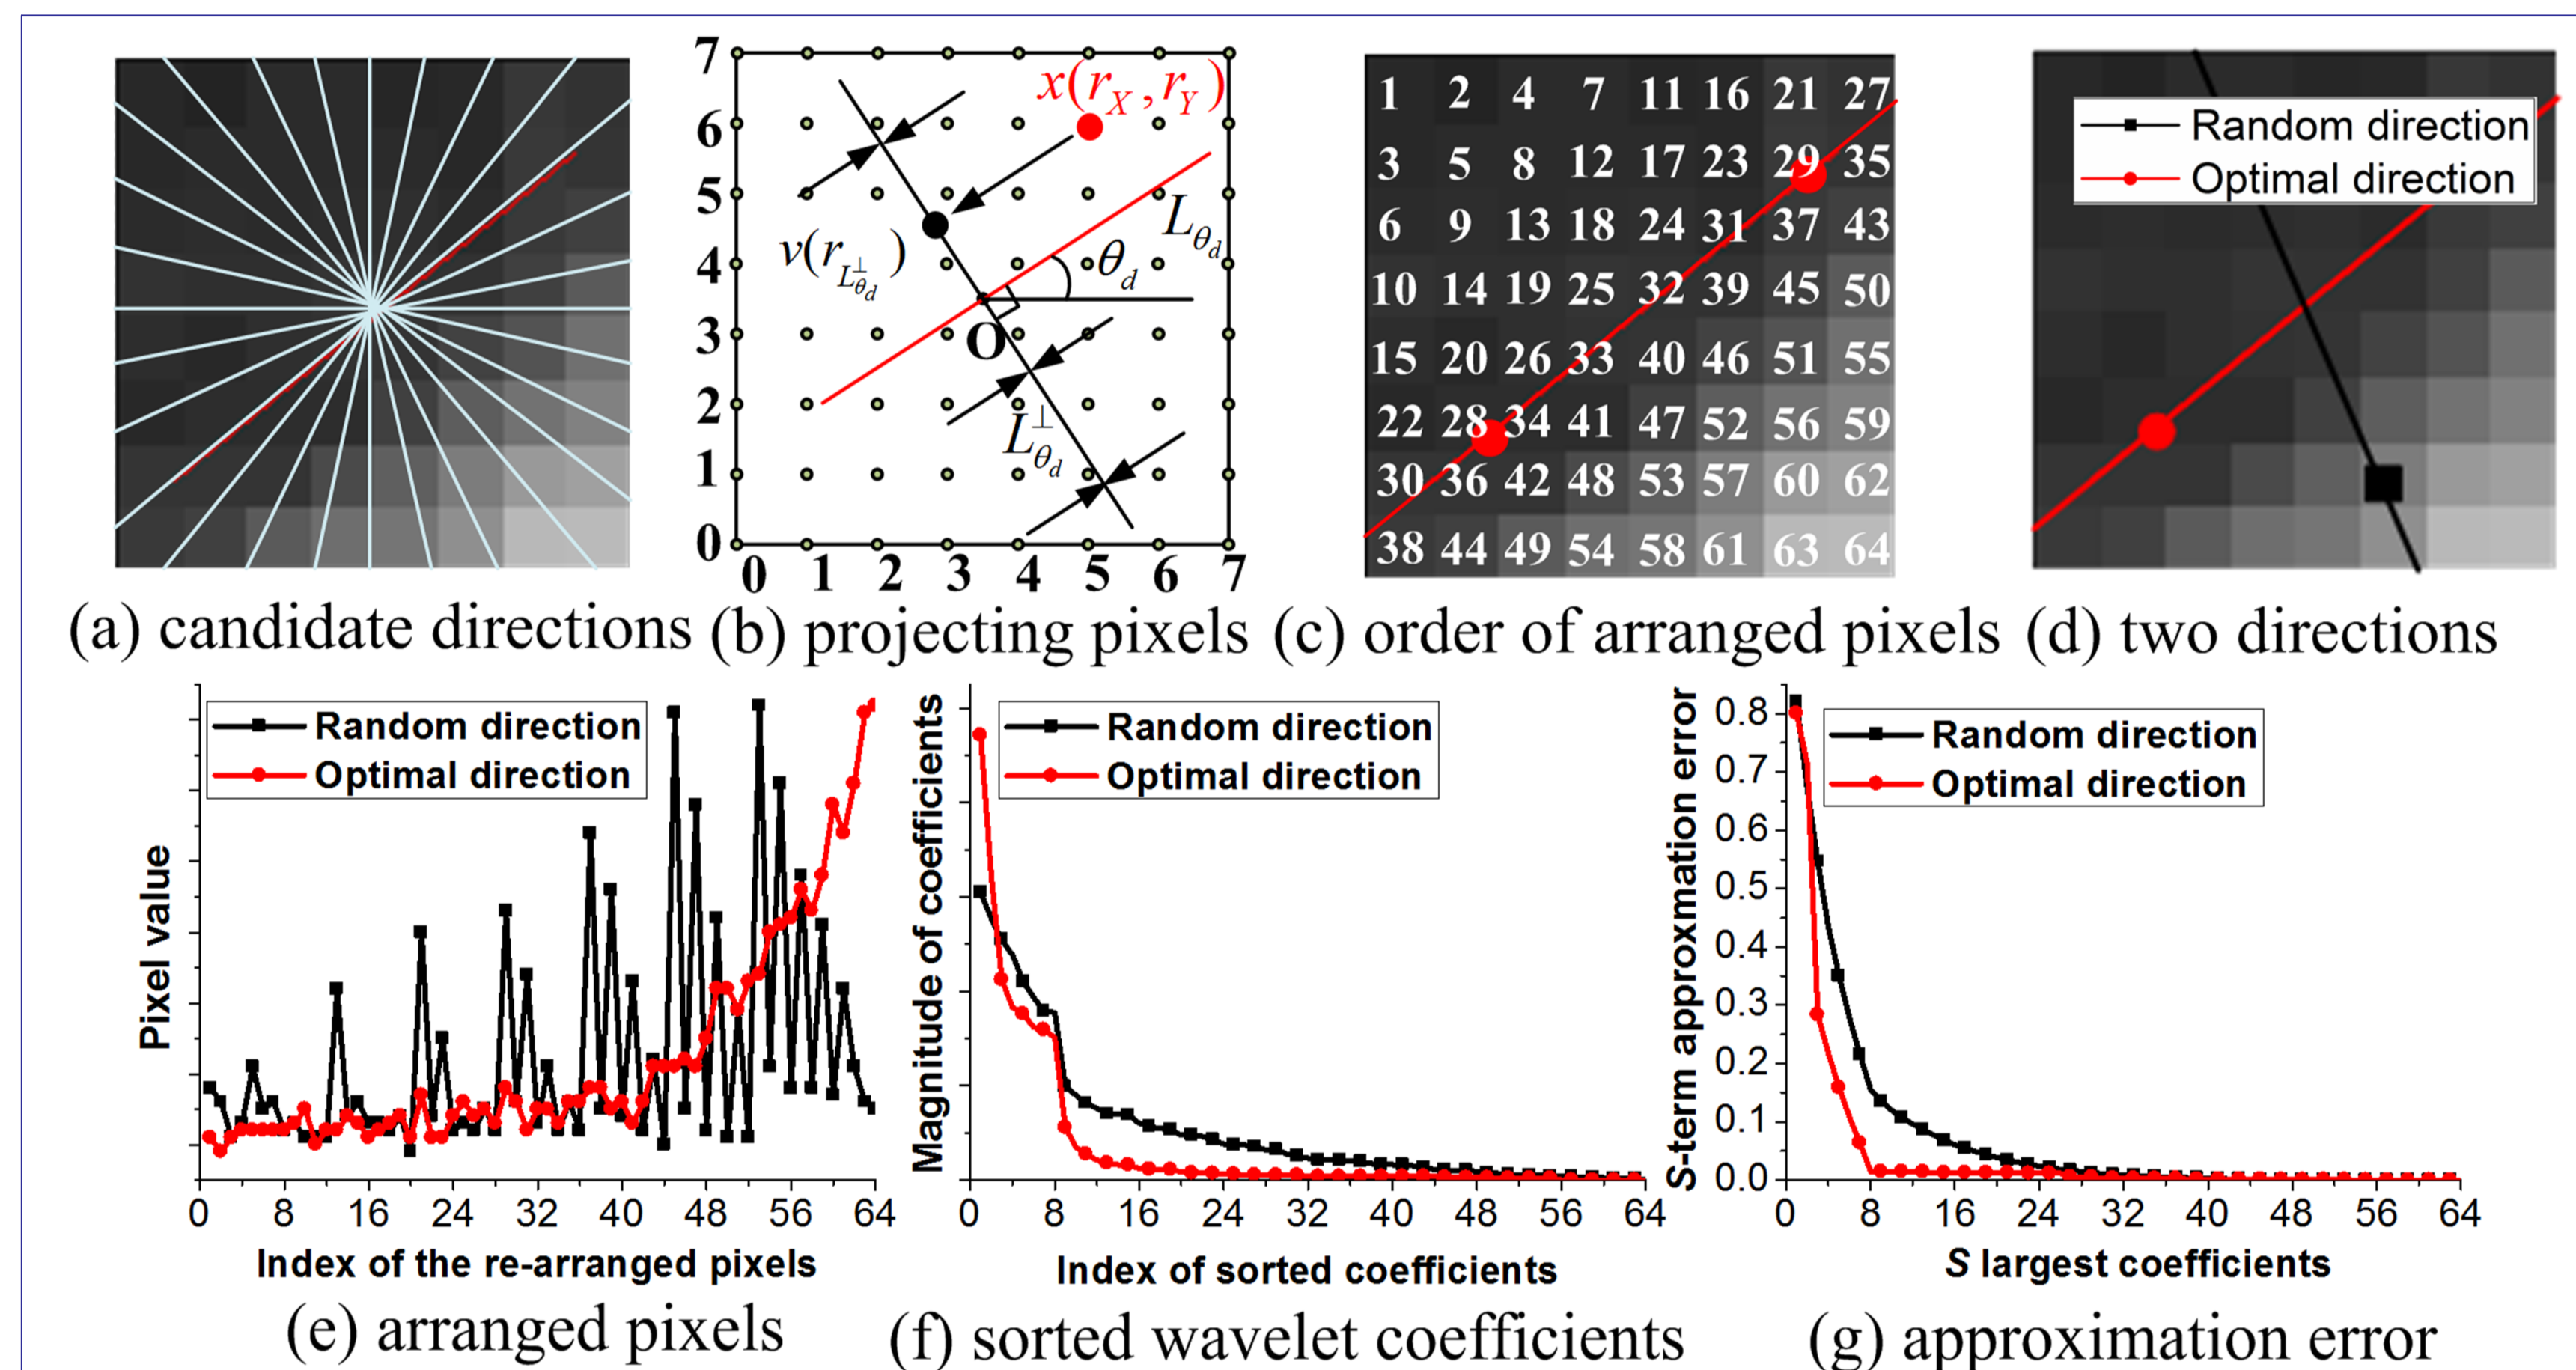 7
6
5
4
3
2
1
0
0 1 2 3 4 5 6 7
x(r_X, r_Y)
v(r_{L^⊥_{θ_d}})
L_{θ_d}
θ_d
O
L^⊥_{θ_d}
1 2 4 7 11 16 21 27
3 5 8 12 17 23 29 35
6 9 13 18 24 31 37 43
10 14 19 25 32 39 45 50
15 20 26 33 40 46 51 55
22 28 34 41 47 52 56 59
30 36 42 48 53 57 60 62
38 44 49 54 58 61 63 64
Random direction
Optimal direction
(a) candidate directions (b) projecting pixels (c) order of arranged pixels (d) two directions
Random direction
Optimal direction
Pixel value
0 8 16 24 32 40 48 56 64
Index of the re-arranged pixels
(e) arranged pixels
Random direction
Optimal direction
Magnitude of coefficients
0 8 16 24 32 40 48 56 64
Index of sorted coefficients
(f) sorted wavelet coefficients
Random direction
Optimal direction
S-term approximation error
0.8
0.7
0.6
0.5
0.4
0.3
0.2
0.1
0.0
0 8 16 24 32 40 48 56 64
S largest coefficients
(g) approximation error